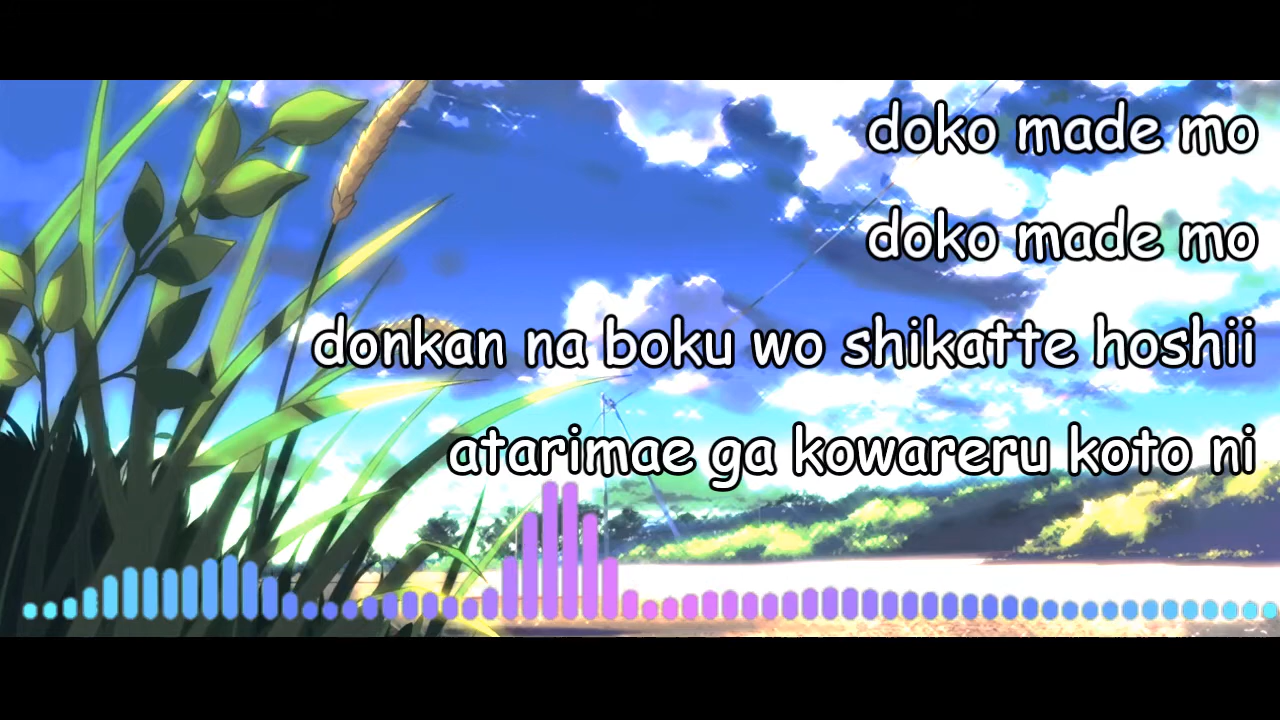 doko made mo
doko made mo
donkan na boku wo shikatte hoshii
atarimae ga kowareru koto ni